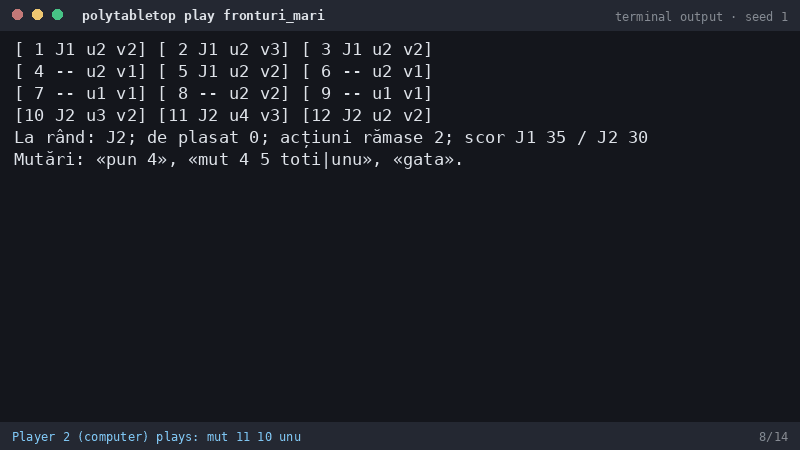 polytabletop play fronturi_mari
terminal output · seed 1
[ 1 J1 u2 v2] [ 2 J1 u2 v3] [ 3 J1 u2 v2]
[ 4 -- u2 v1] [ 5 J1 u2 v2] [ 6 -- u2 v1]
[ 7 -- u1 v1] [ 8 -- u2 v2] [ 9 -- u1 v1]
[10 J2 u3 v2] [11 J2 u4 v3] [12 J2 u2 v2]
La rând: J2; de plasat 0; acțiuni rămase 2; scor J1 35 / J2 30
Mutări: «pun 4», «mut 4 5 toti|unu», «gata».
Player 2 (computer) plays: mut 11 10 unu
8/14